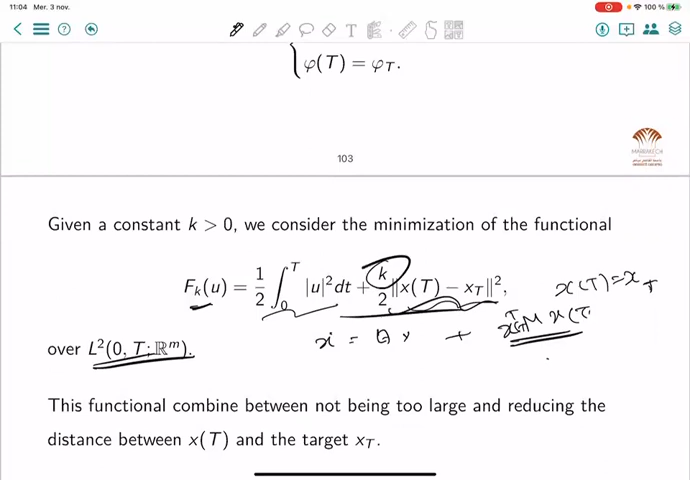 11:04 Mer. 3 nov.
100 %
φ(T) = φ_T.
103
MARRAKECH
Given a constant k > 0, we consider the minimization of the functional
F_k(u) = 1/2 ∫_0^T |u|² dt + k/2 ||x(T) − x_T||²,
x(T) = x_T
over L²(0, T; ℝ^m).
This functional combine between not being too large and reducing the
distance between x(T) and the target x_T.